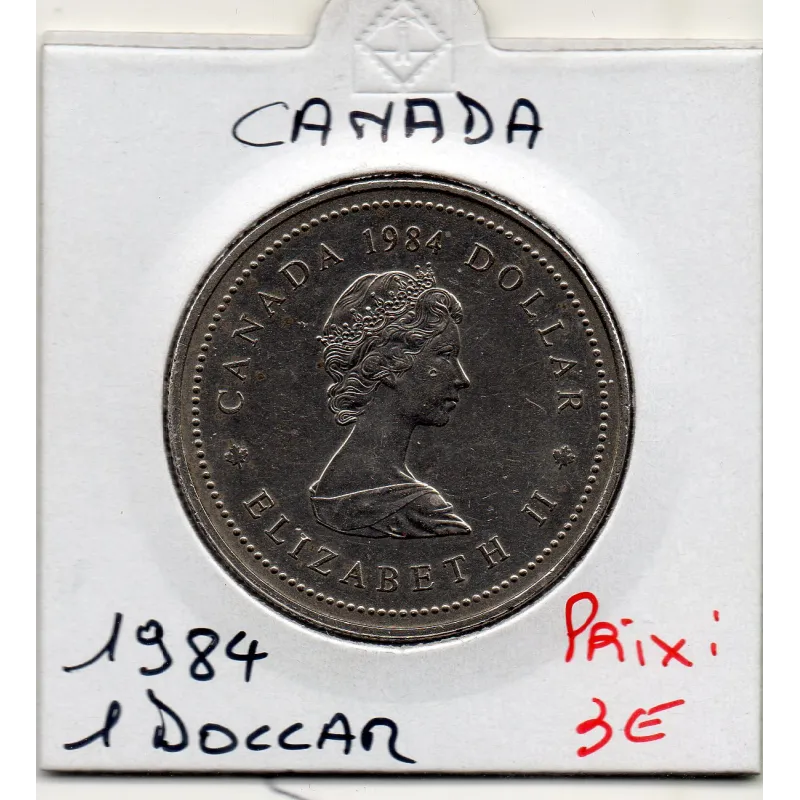 CANADA
CANADA 1984 DOLLAR
ELIZABETH II
1984
1 DOLLAR
PRiX:
3E